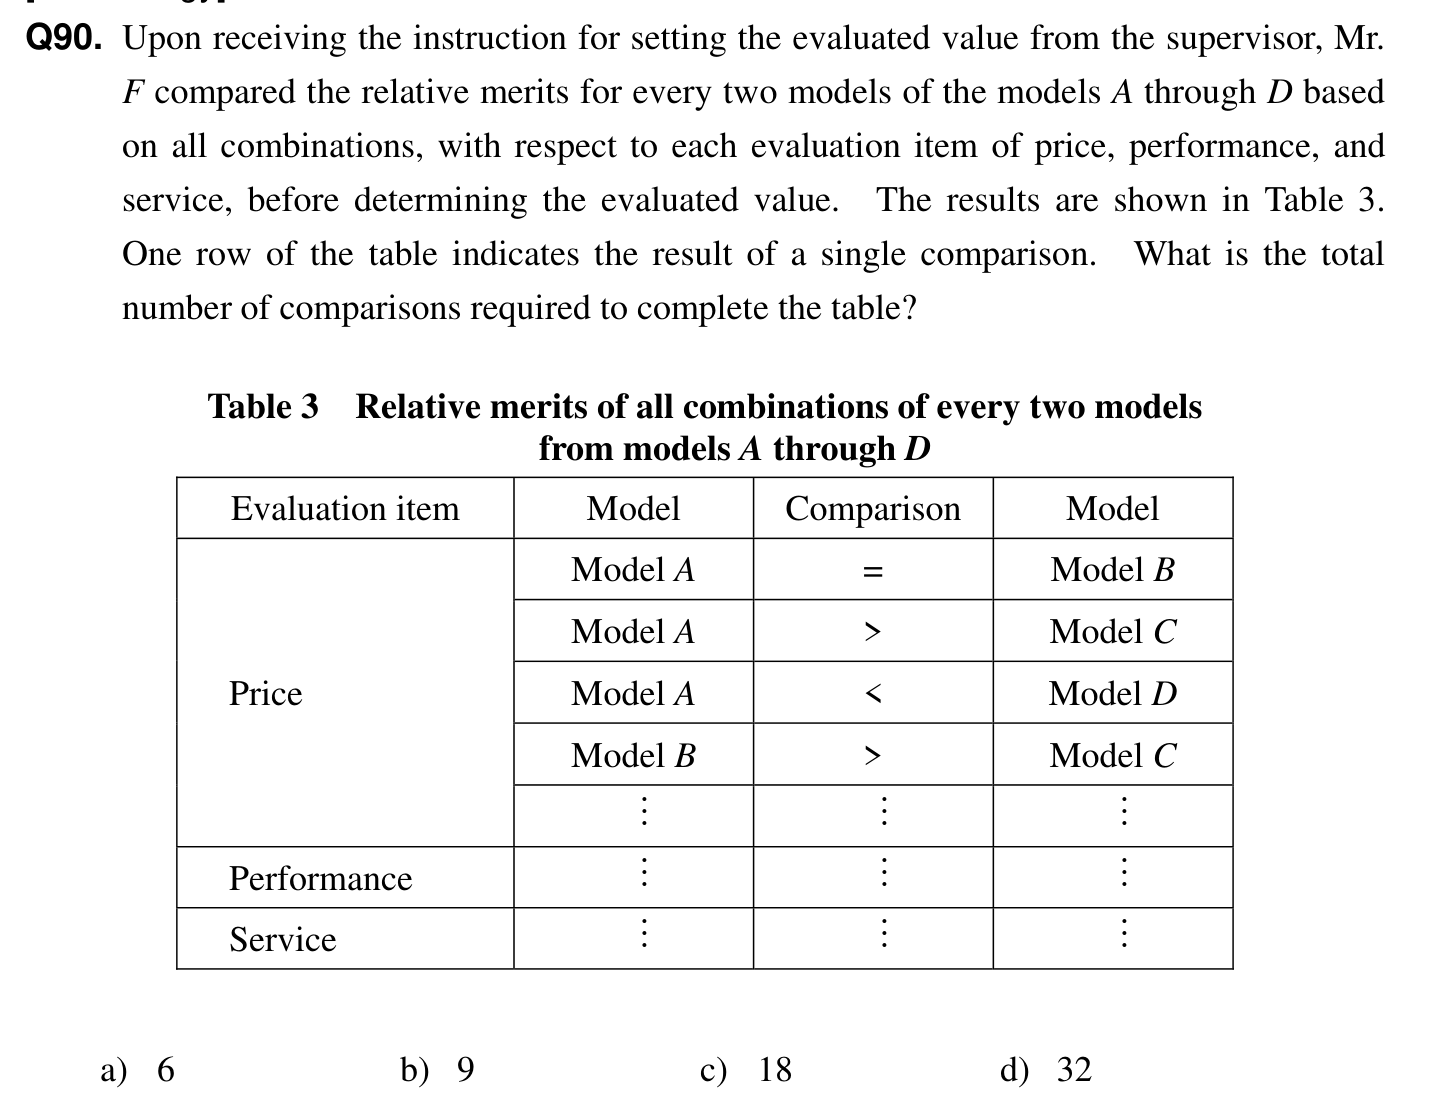 Q90. Upon receiving the instruction for setting the evaluated value from the supervisor, Mr.
F compared the relative merits for every two models of the models A through D based
on all combinations, with respect to each evaluation item of price, performance, and
service, before determining the evaluated value. The results are shown in Table 3.
One row of the table indicates the result of a single comparison. What is the total
number of comparisons required to complete the table?
Table 3 Relative merits of all combinations of every two models
from models A through D
Evaluation item Model Comparison Model
Model A = Model B
Model A > Model C
Price Model A < Model D
Model B > Model C
⋮ ⋮ ⋮
Performance ⋮ ⋮ ⋮
Service ⋮ ⋮ ⋮
a) 6 b) 9 c) 18 d) 32